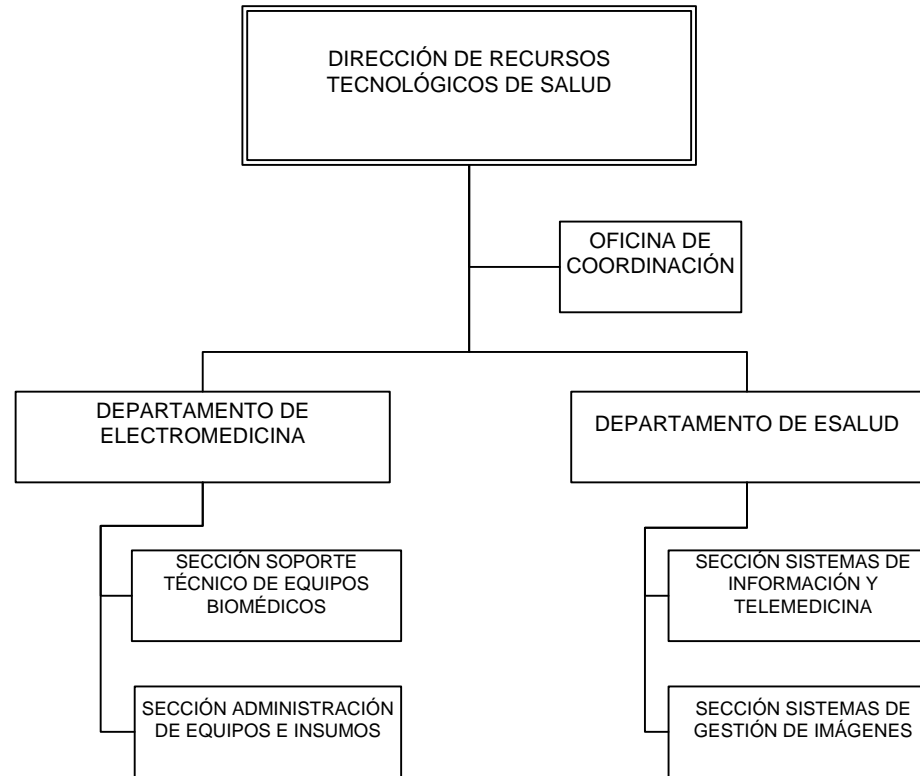 DIRECCIÓN DE RECURSOS
TECNOLÓGICOS DE SALUD
OFICINA DE
COORDINACIÓN
DEPARTAMENTO DE
ELECTROMEDICINA
DEPARTAMENTO DE ESALUD
SECCIÓN SOPORTE
TÉCNICO DE EQUIPOS
BIOMÉDICOS
SECCIÓN SISTEMAS DE
INFORMACIÓN Y
TELEMEDICINA
SECCIÓN ADMINISTRACIÓN
DE EQUIPOS E INSUMOS
SECCIÓN SISTEMAS DE
GESTIÓN DE IMÁGENES